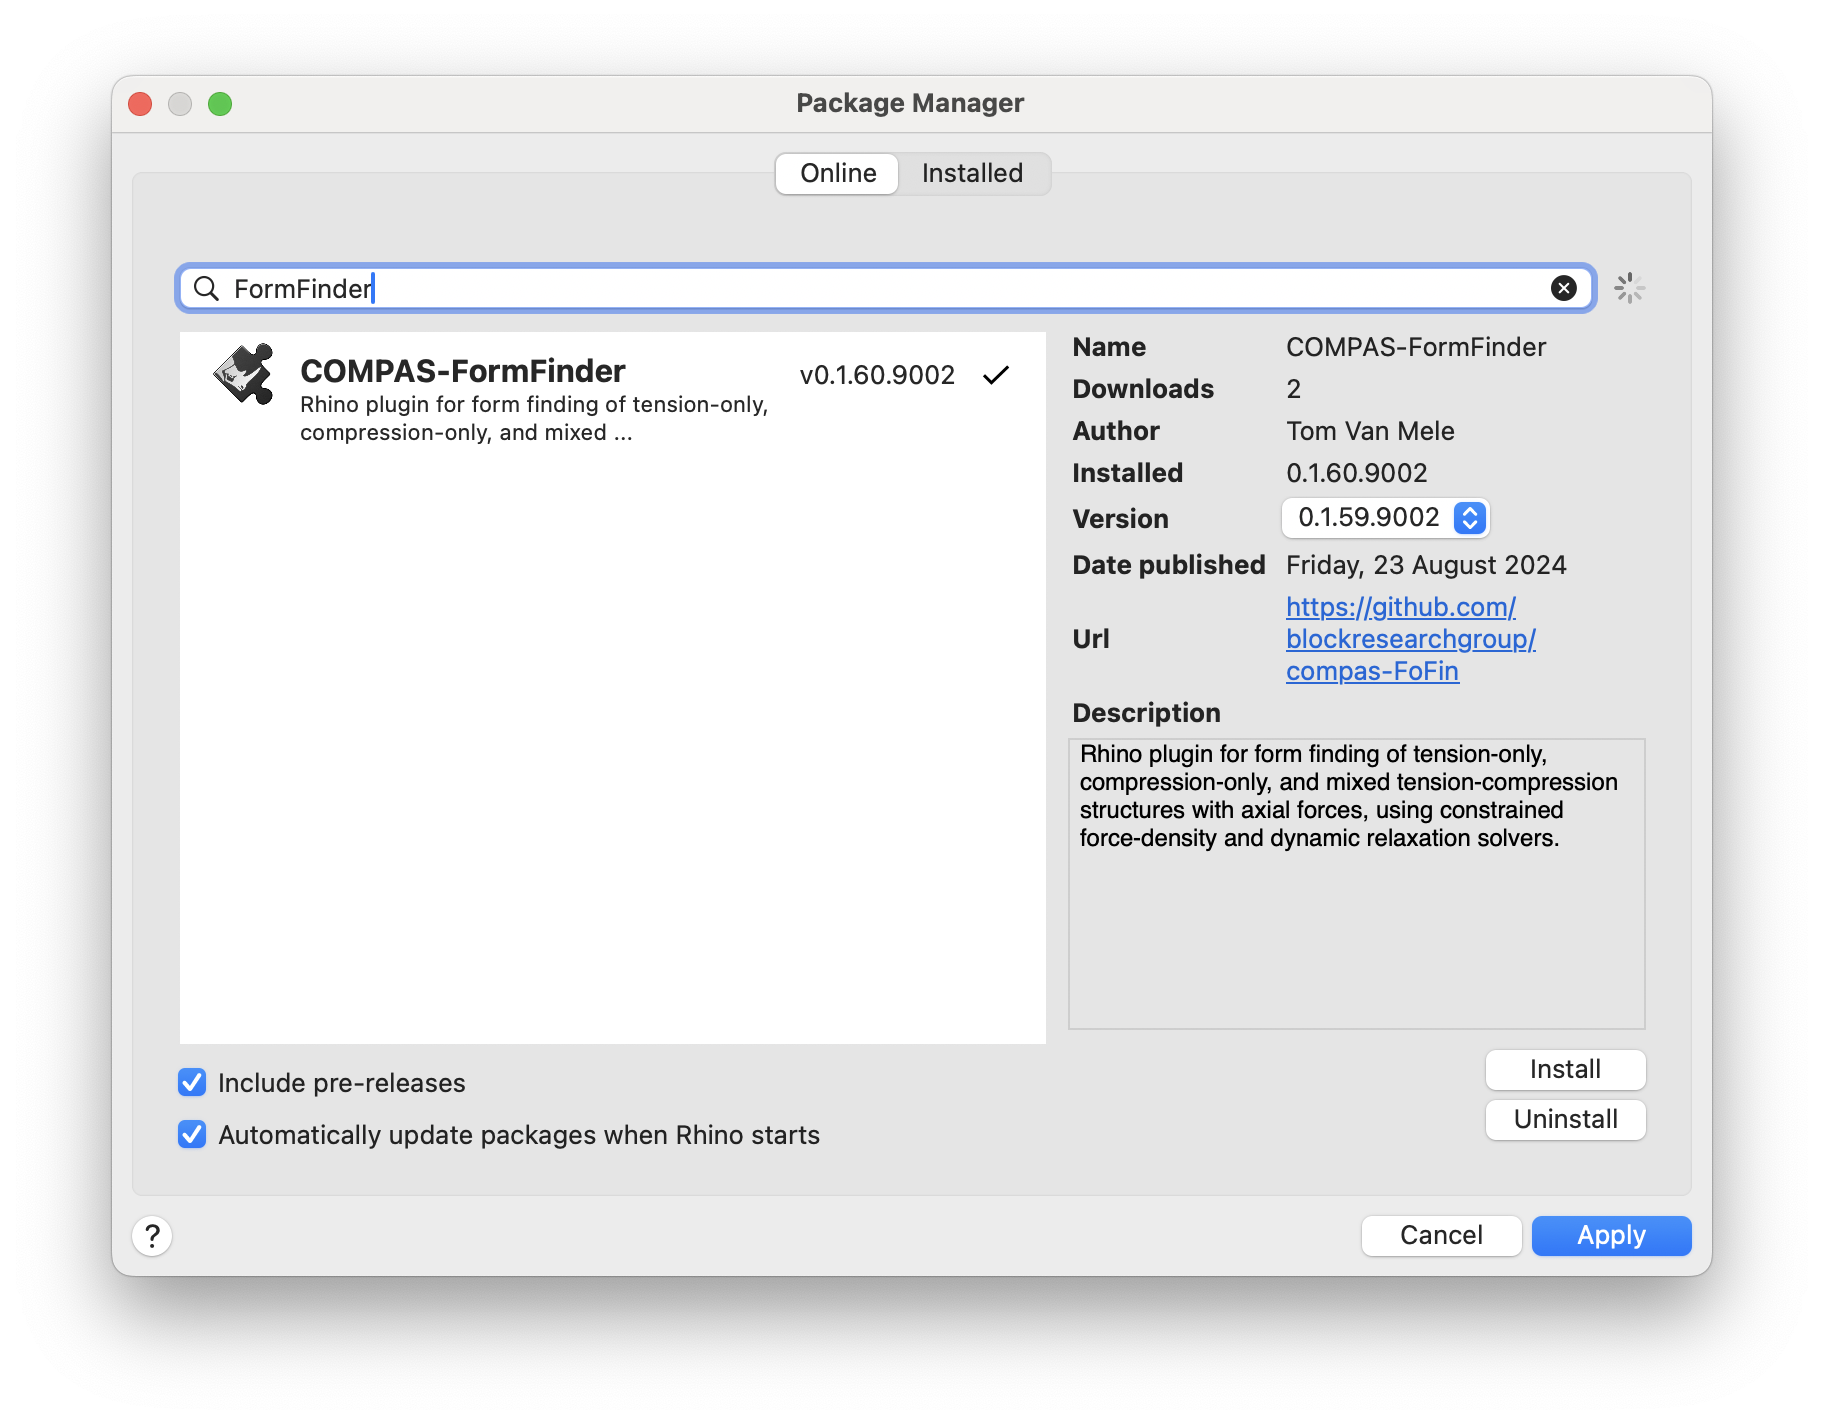 Package Manager
Online
Installed
FormFinder
COMPAS-FormFinder
v0.1.60.9002
Rhino plugin for form finding of tension-only,
compression-only, and mixed ...
Name
COMPAS-FormFinder
Downloads
2
Author
Tom Van Mele
Installed
0.1.60.9002
Version
0.1.59.9002
Date published
Friday, 23 August 2024
Url
https://github.com/
blockresearchgroup/
compas-FoFin
Description
Rhino plugin for form finding of tension-only,
compression-only, and mixed tension-compression
structures with axial forces, using constrained
force-density and dynamic relaxation solvers.
Include pre-releases
Automatically update packages when Rhino starts
Install
Uninstall
?
Cancel
Apply